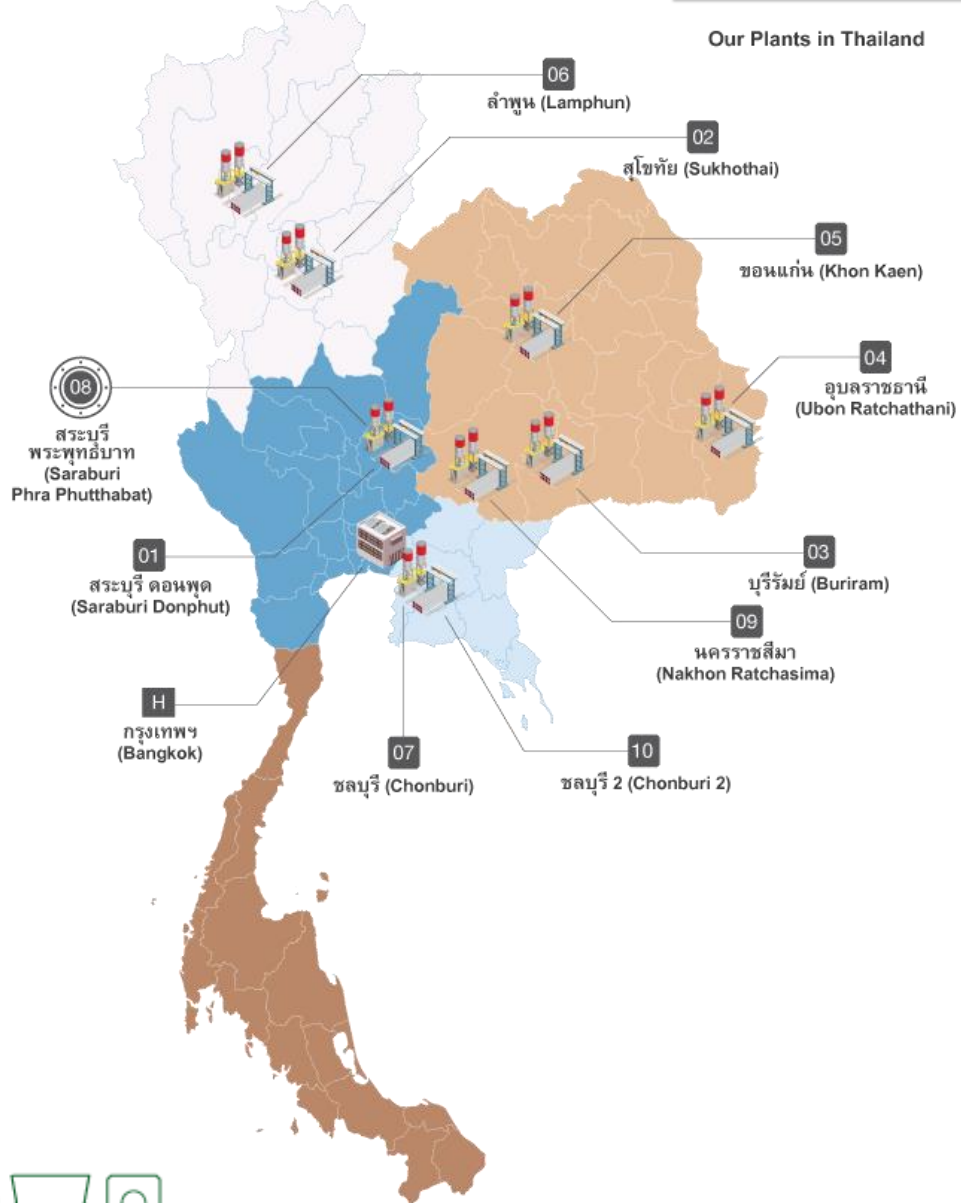 Our Plants in Thailand
06
ลำพูน (Lamphun)
02
สุโขทัย (Sukhothai)
05
ขอนแก่น (Khon Kaen)
04
อุบลราชธานี
(Ubon Ratchathani)
08
สระบุรี
พระพุทธบาท
(Saraburi
Phra Phutthabat)
01
สระบุรี ดอนพุด
(Saraburi Donphut)
03
บุรีรัมย์ (Buriram)
09
นครราชสีมา
(Nakhon Ratchasima)
H
กรุงเทพฯ
(Bangkok)
07
ชลบุรี (Chonburi)
10
ชลบุรี 2 (Chonburi 2)